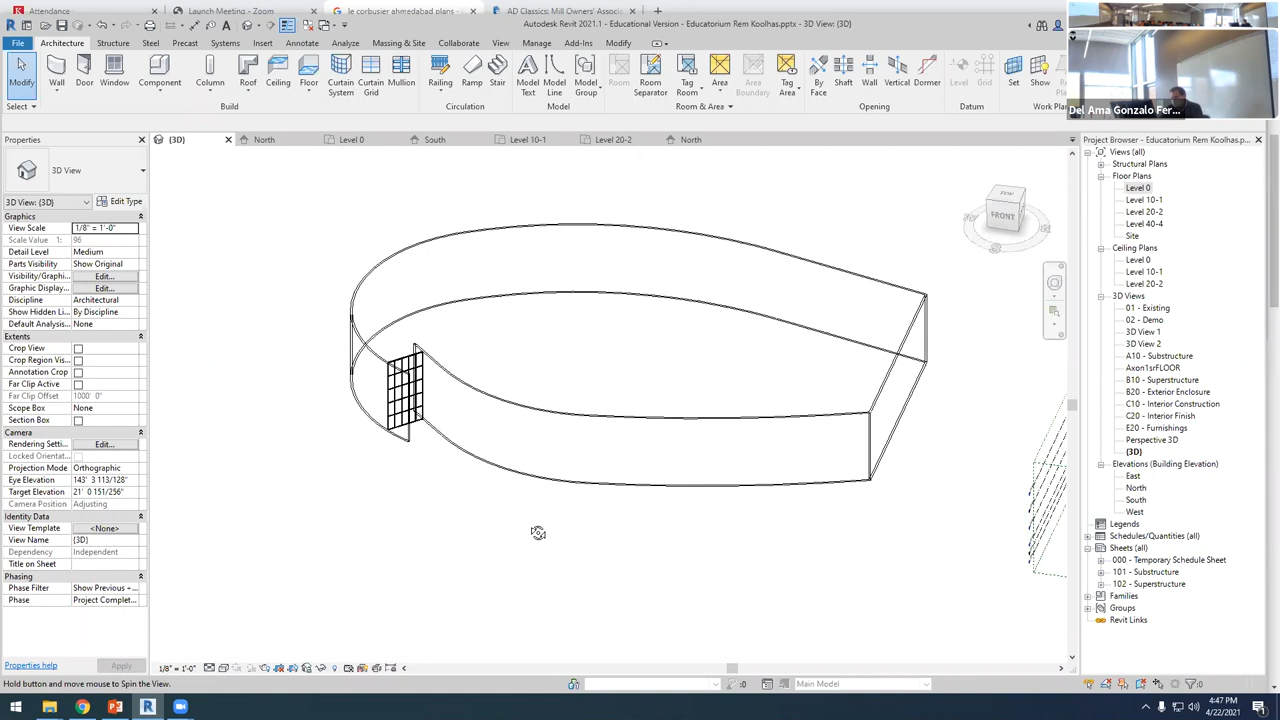 Attendance
Launch Meeting - Zoom
le corbusier ahmedabad plans -
AD Classics: Mill Owners' Associa
Autodesk Revit 2021.1 - Educational Version - Educatorium Rem Koolhas.pptx - 3D View: {3D}
File Architecture Structure Steel Precast Systems Insert Annotate Analyze Massing & Site Collaborate View Manage Add-Ins Modify
Modify Wall Door Window Component Column Roof Ceiling Floor Curtain System Curtain Grid Mullion Railing Ramp Stair Model Text Model Line Model Group Room Room Separator Tag Room Area Area Boundary Tag Area By Face Shaft Wall Vertical Dormer Level Grid Set Show
Select Build Circulation Model Room & Area Opening Datum Work Plan
Del Ama Gonzalo Fer...
Properties
(3D) North Level 0 South Level 10-1 Level 20-2 North
Project Browser - Educatorium Rem Koolhas.pptx
3D View
3D View: {3D} Edit Type
Graphics
View Scale 1/8" = 1'-0"
Scale Value 1: 96
Detail Level Medium
Parts Visibility Show Original
Visibility/Graphi... Edit...
Graphic Display... Edit...
Discipline Architectural
Show Hidden Li... By Discipline
Default Analysis... None
Extents
Crop View
Crop Region Vis...
Annotation Crop
Far Clip Active
Far Clip Offset 1000' 0"
Scope Box None
Section Box
Camera
Rendering Setti... Edit...
Locked Orientat...
Projection Mode Orthographic
Eye Elevation 143' 3 113/128"
Target Elevation 21' 0 151/256"
Camera Position Adjusting
Identity Data
View Template <None>
View Name {3D}
Dependency Independent
Title on Sheet
Phasing
Phase Filter Show Previous + ...
Phase Project Complet...
Properties help Apply
TOP
FRONT
Views (all)
Structural Plans
Floor Plans
Level 0
Level 10-1
Level 20-2
Level 40-4
Site
Ceiling Plans
Level 0
Level 10-1
Level 20-2
3D Views
01 - Existing
02 - Demo
3D View 1
3D View 2
A10 - Substructure
Axon1srFLOOR
B10 - Superstructure
B20 - Exterior Enclosure
C10 - Interior Construction
C20 - Interior Finish
E20 - Furnishings
Perspective 3D
{3D}
Elevations (Building Elevation)
East
North
South
West
Legends
Schedules/Quantities (all)
Sheets (all)
000 - Temporary Schedule Sheet
101 - Substructure
102 - Superstructure
Families
Groups
Revit Links
1/8" = 1'-0"
Hold button and move mouse to Spin the View.
:0 Main Model :0
4:47 PM
4/22/2021